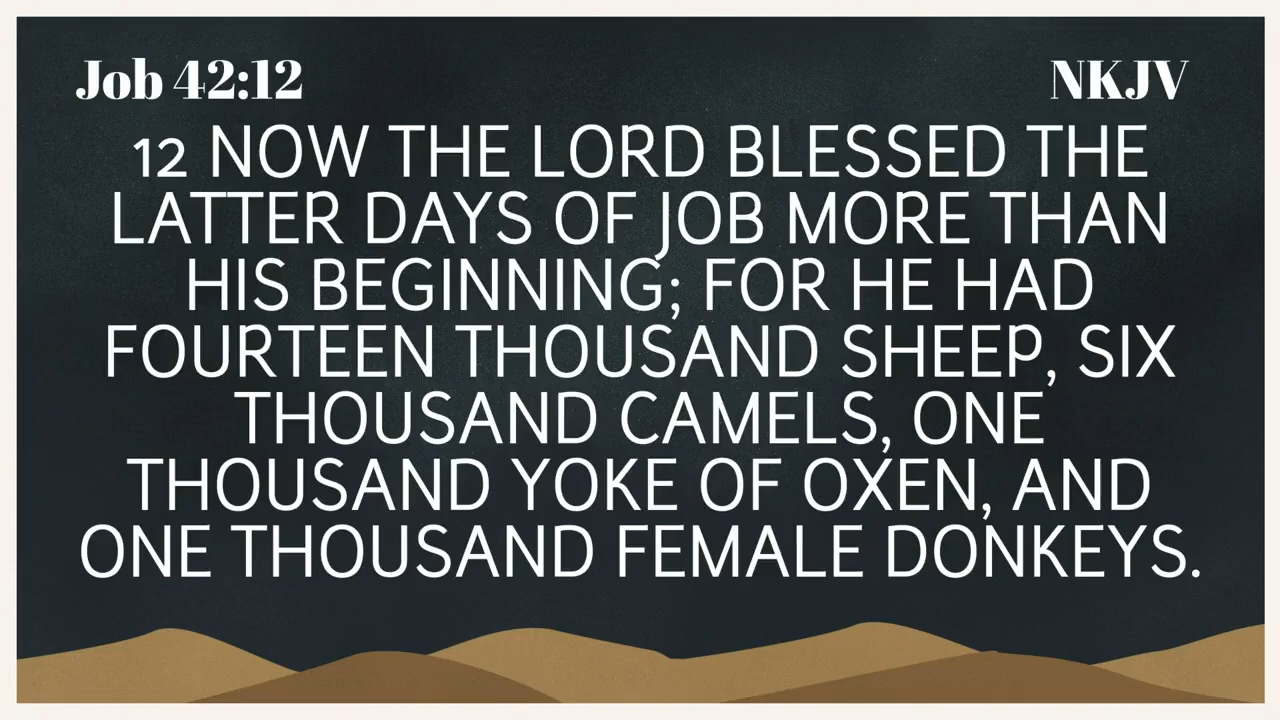 Job 42:12
NKJV
12 NOW THE LORD BLESSED THE
LATTER DAYS OF JOB MORE THAN
HIS BEGINNING; FOR HE HAD
FOURTEEN THOUSAND SHEEP, SIX
THOUSAND CAMELS, ONE
THOUSAND YOKE OF OXEN, AND
ONE THOUSAND FEMALE DONKEYS.